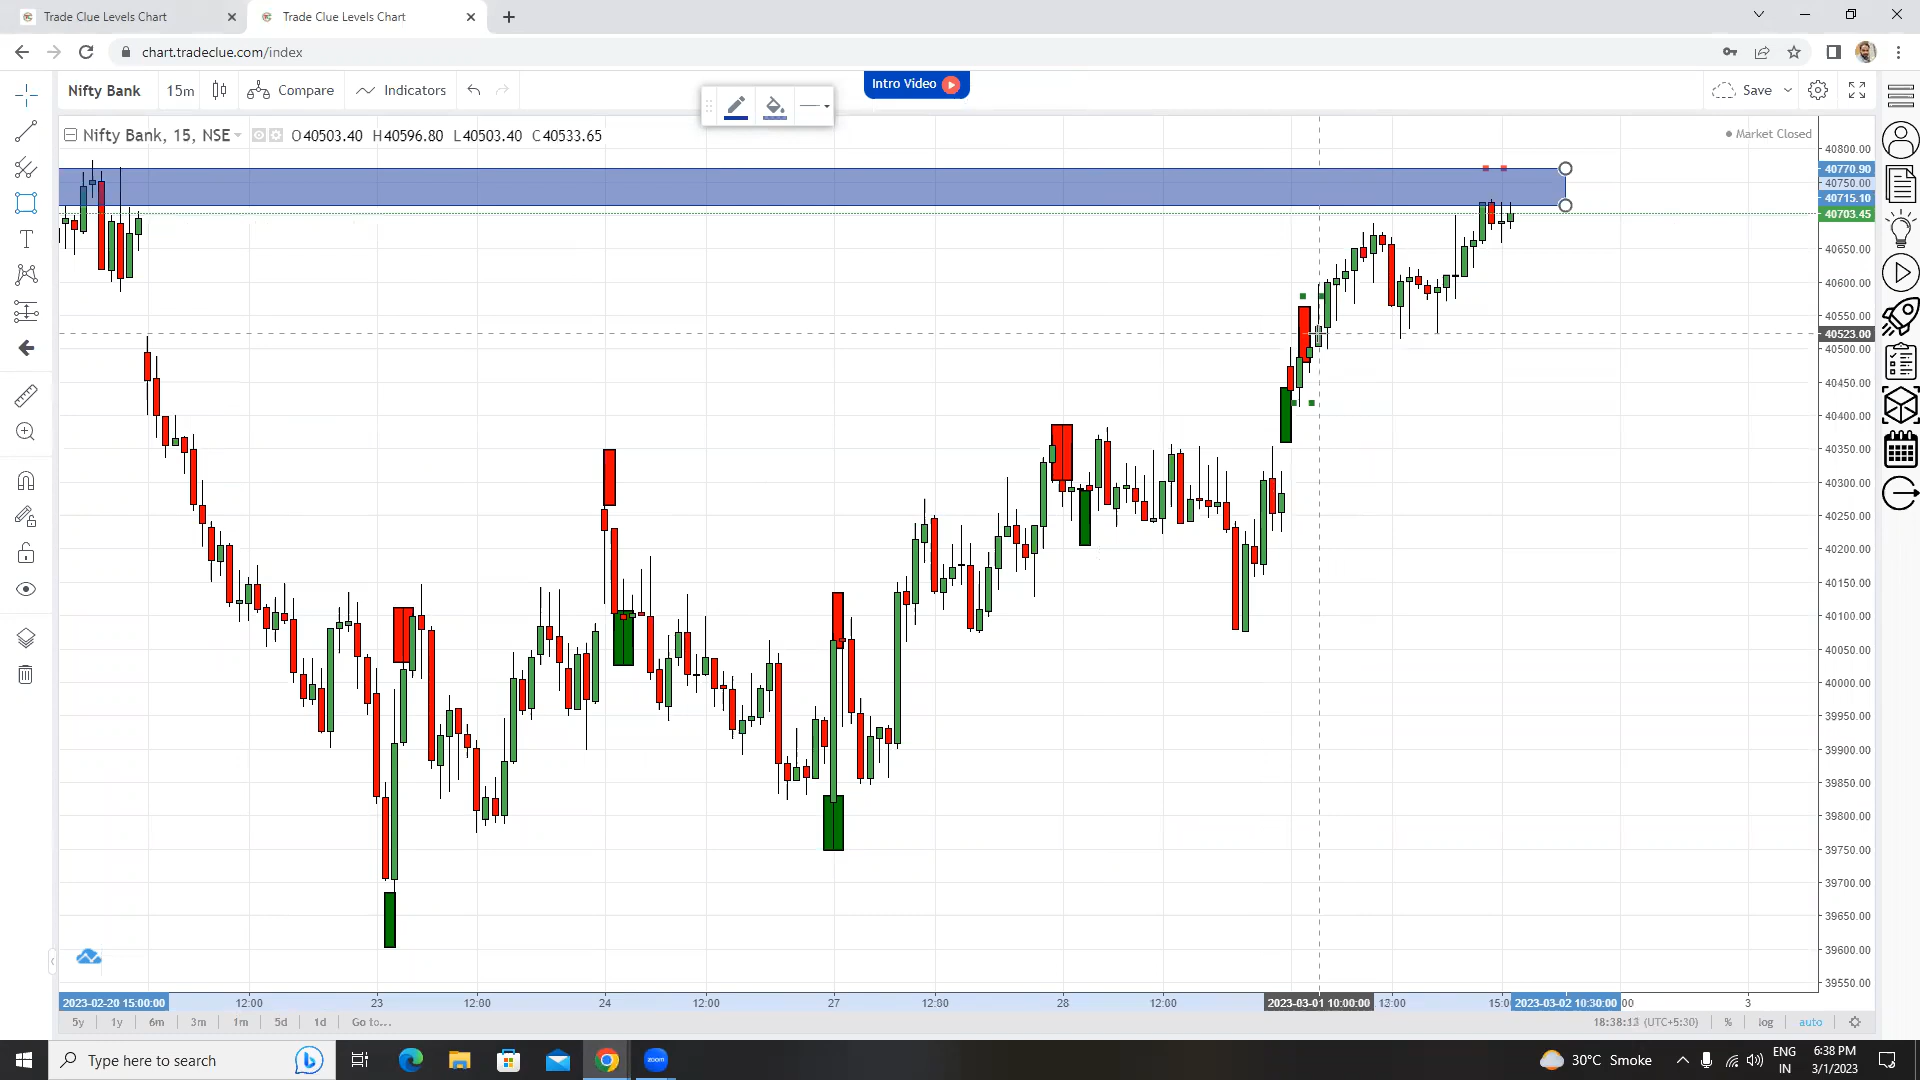 Trade Clue Levels Chart
Trade Clue Levels Chart
chart.tradeclue.com/index
Nifty Bank 15m Compare Indicators
Intro Video
Save
Nifty Bank, 15, NSE O40503.40 H40596.80 L40503.40 C40533.65
Market Closed
40800.00
40770.90
40750.00
40715.10
40703.45
40650.00
40600.00
40550.00
40523.00
40500.00
40450.00
40400.00
40350.00
40300.00
40250.00
40200.00
40150.00
40100.00
40050.00
40000.00
39950.00
39900.00
39850.00
39800.00
39750.00
39700.00
39650.00
39600.00
39550.00
2023-02-20 15:00:00 12:00 23 12:00 24 12:00 27 12:00 28 12:00 2023-03-01 10:00:00 13:00 15:0 2023-03-02 10:30:00 00 3
5y 1y 6m 3m 1m 5d 1d Go to...
18:38:13 (UTC+5:30) % log auto
Type here to search
zoom
30°C Smoke
ENG
IN
6:38 PM
3/1/2023